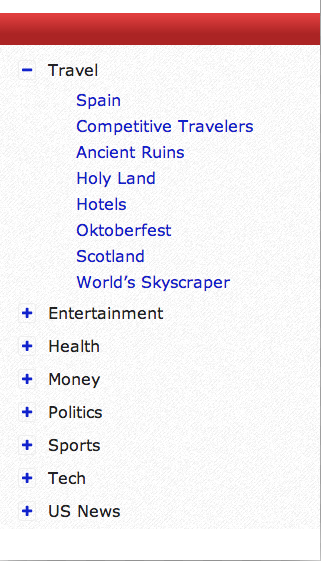 Travel
Spain
Competitive Travelers
Ancient Ruins
Holy Land
Hotels
Oktoberfest
Scotland
World’s Skyscraper
Entertainment
Health
Money
Politics
Sports
Tech
US News